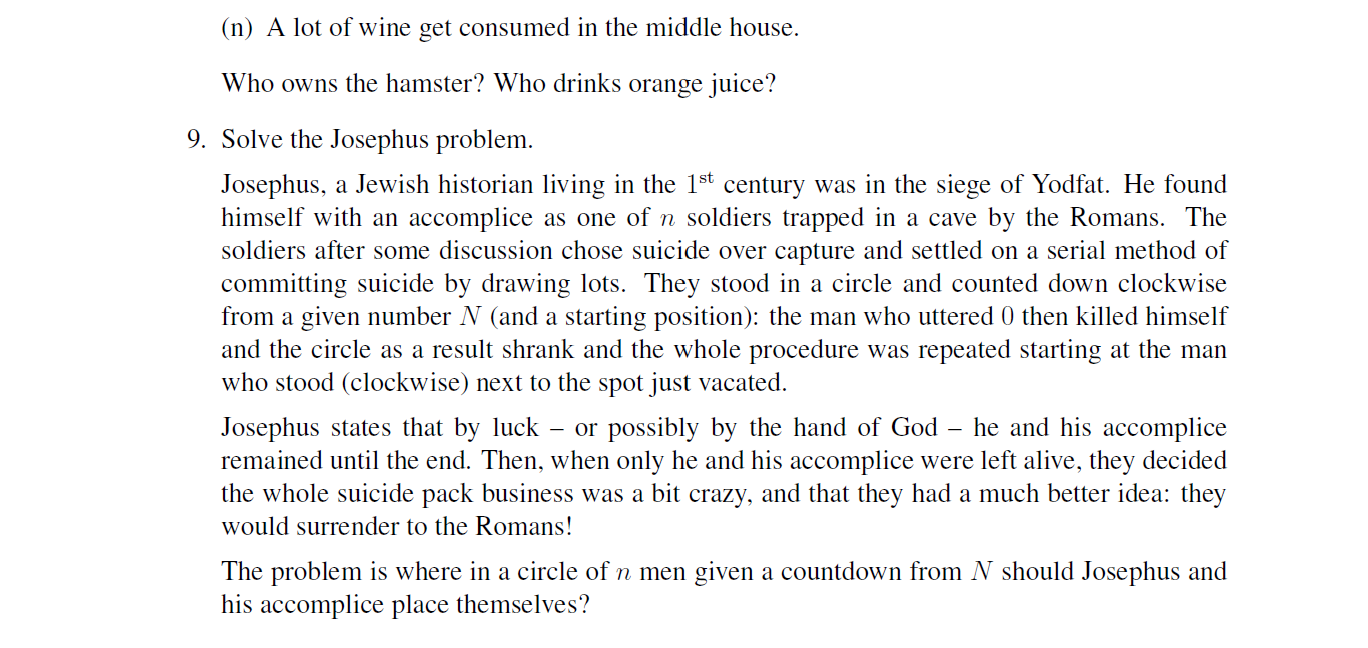 (n) A lot of wine get consumed in the middle house.
Who owns the hamster? Who drinks orange juice?
9. Solve the Josephus problem.
Josephus, a Jewish historian living in the 1st century was in the siege of Yodfat. He found
himself with an accomplice as one of n soldiers trapped in a cave by the Romans. The
soldiers after some discussion chose suicide over capture and settled on a serial method of
committing suicide by drawing lots. They stood in a circle and counted down clockwise
from a given number N (and a starting position): the man who uttered 0 then killed himself
and the circle as a result shrank and the whole procedure was repeated starting at the man
who stood (clockwise) next to the spot just vacated.
Josephus states that by luck – or possibly by the hand of God – he and his accomplice
remained until the end. Then, when only he and his accomplice were left alive, they decided
the whole suicide pack business was a bit crazy, and that they had a much better idea: they
would surrender to the Romans!
The problem is where in a circle of n men given a countdown from N should Josephus and
his accomplice place themselves?